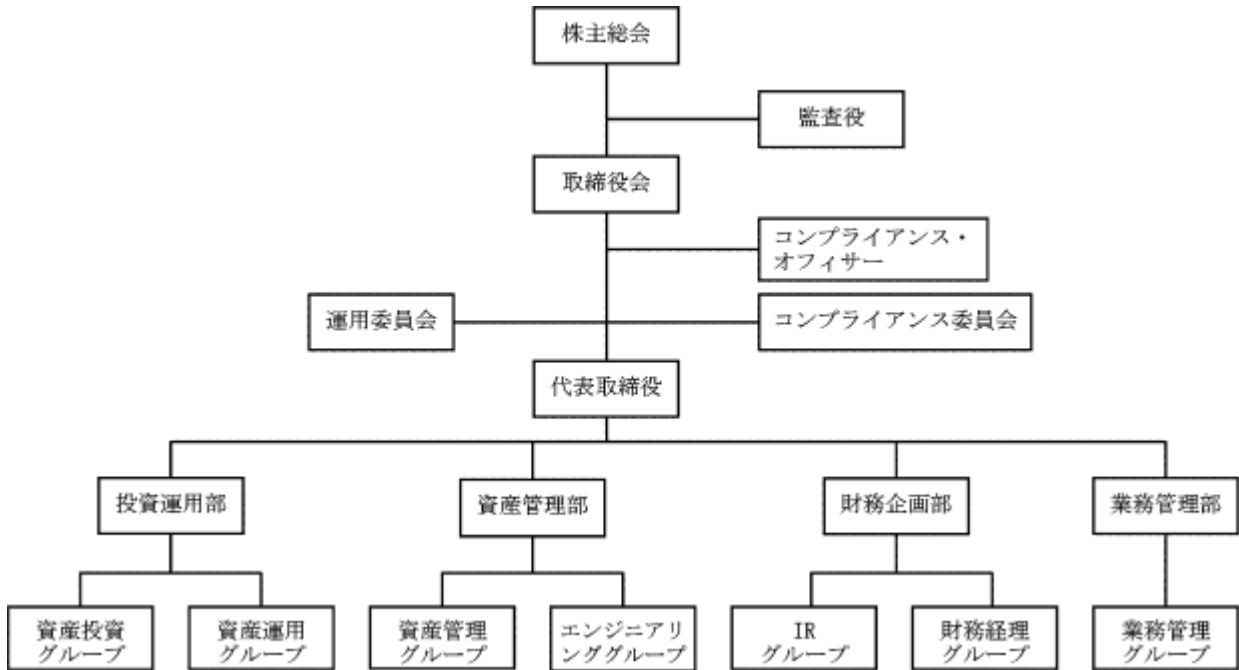 株主総会
監査役
取締役会
コンプライアンス・
オフィサー
運用委員会
コンプライアンス委員会
代表取締役
投資運用部
資産管理部
財務企画部
業務管理部
資産投資
グループ
資産運用
グループ
資産管理
グループ
エンジニアリ
ンググループ
IR
グループ
財務経理
グループ
業務管理
グループ